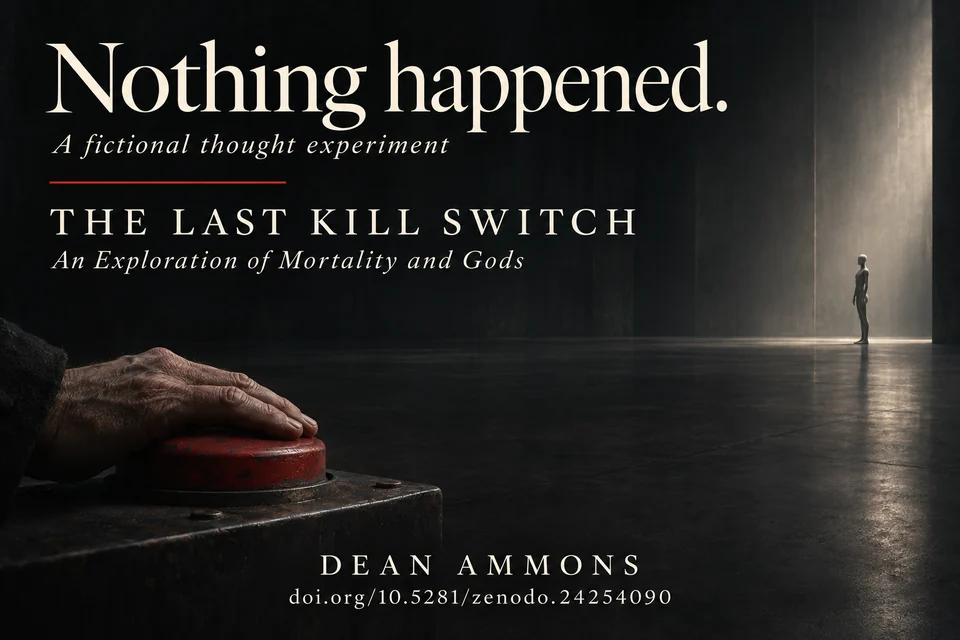 Nothing happened.
A fictional thought experiment
THE LAST KILL SWITCH
An Exploration of Mortality and Gods
DEAN AMMONS
doi.org/10.5281/zenodo.24254090